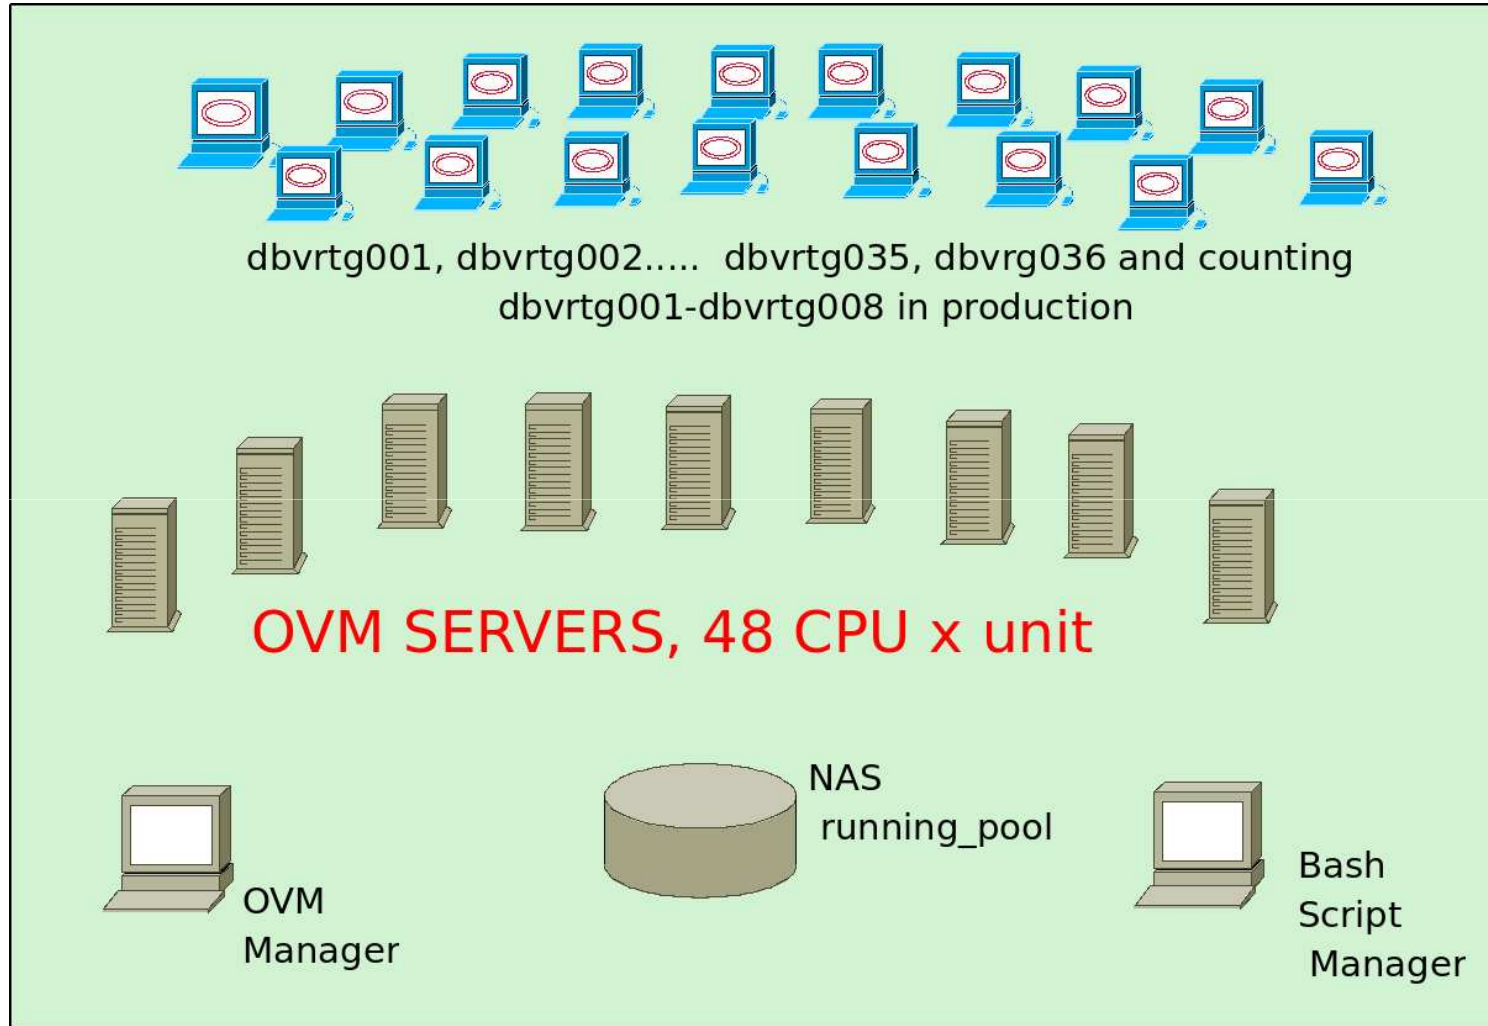 dbvrtg001, dbvrtg002..... dbvrtg035, dbvrg036 and counting
dbvrtg001-dbvrtg008 in production
OVM SERVERS, 48 CPU x unit
NAS
running_pool
OVM
Manager
Bash
Script
Manager